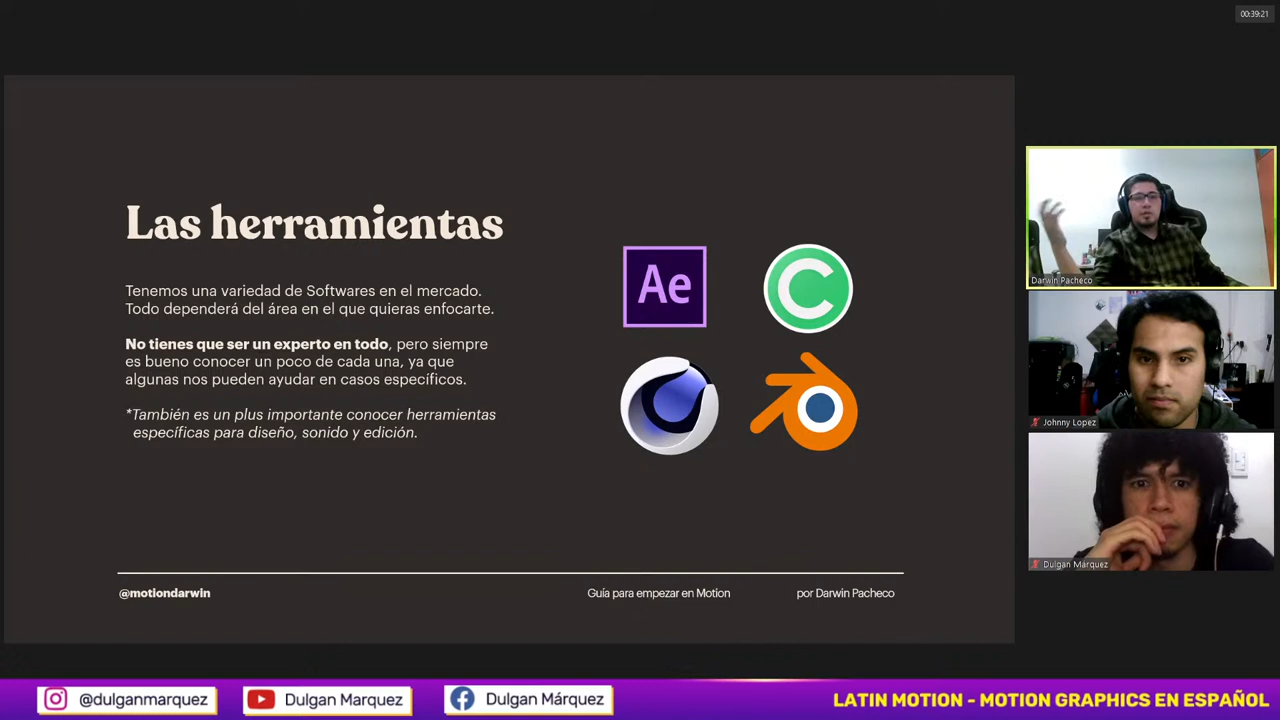 00:39:21
Las herramientas
Tenemos una variedad de Softwares en el mercado.
Todo dependerá del área en el que quieras enfocarte.
No tienes que ser un experto en todo, pero siempre
es bueno conocer un poco de cada una, ya que
algunas nos pueden ayudar en casos específicos.
*También es un plus importante conocer herramientas
específicas para diseño, sonido y edición.
Ae
C
@motiondarwin
Guía para empezar en Motion
por Darwin Pacheco
Darwin Pacheco
Johnny Lopez
Dulgan Márquez
@dulganmarquez
Dulgan Marquez
Dulgan Márquez
LATIN MOTION - MOTION GRAPHICS EN ESPAÑOL